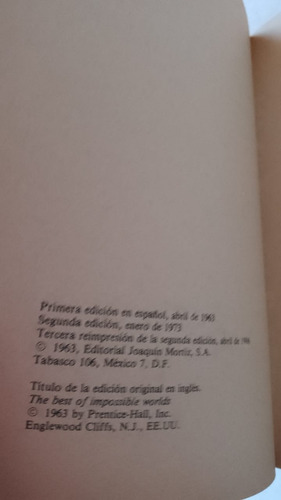 Primera edición en español, abril de 1963
Segunda edición, enero de 1973
Tercera reimpresión de la segunda edición, abril de
© 1963, Editorial Joaquín Mortiz, S.A.
Tabasco 106, México 7, D.F.
Título de la edición original en inglés.
The best of impossible worlds
© 1963 by Prentice-Hall, Inc.
Englewood Cliffs, N.J., EE.UU.